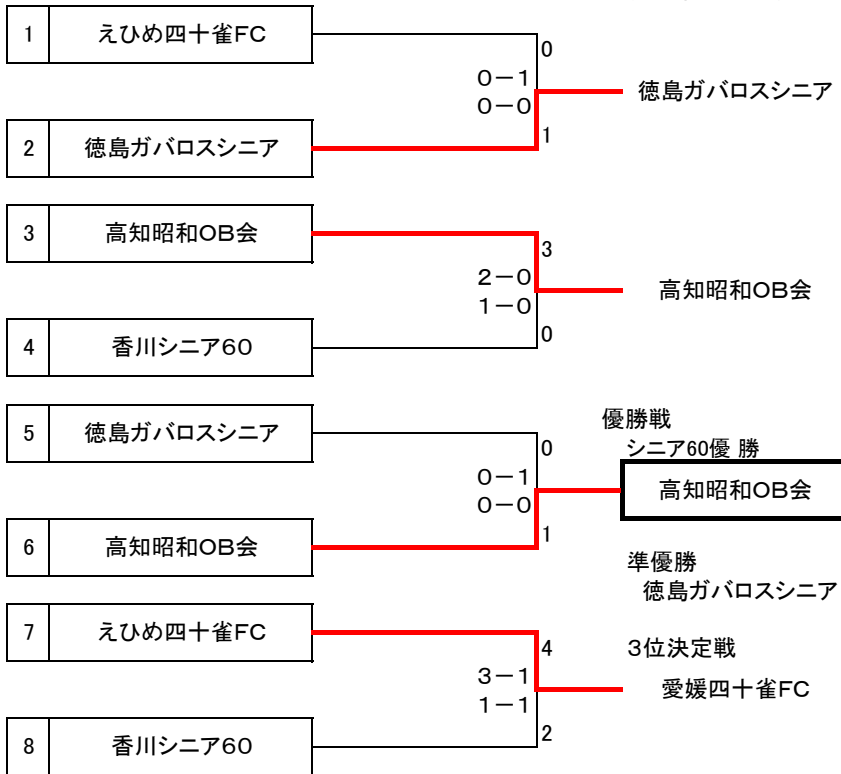 1 えひめ四十雀FC
0
0－1
0－0
徳島ガバロスシニア
1
2 徳島ガバロスシニア
3 高知昭和OB会
3
2－0
1－0
高知昭和OB会
0
4 香川シニア60
5 徳島ガバロスシニア
0
0－1
0－0
優勝戦
シニア60優 勝
高知昭和OB会
1
6 高知昭和OB会
準優勝
徳島ガバロスシニア
7 えひめ四十雀FC
4
3－1
1－1
3位決定戦
愛媛四十雀FC
2
8 香川シニア60